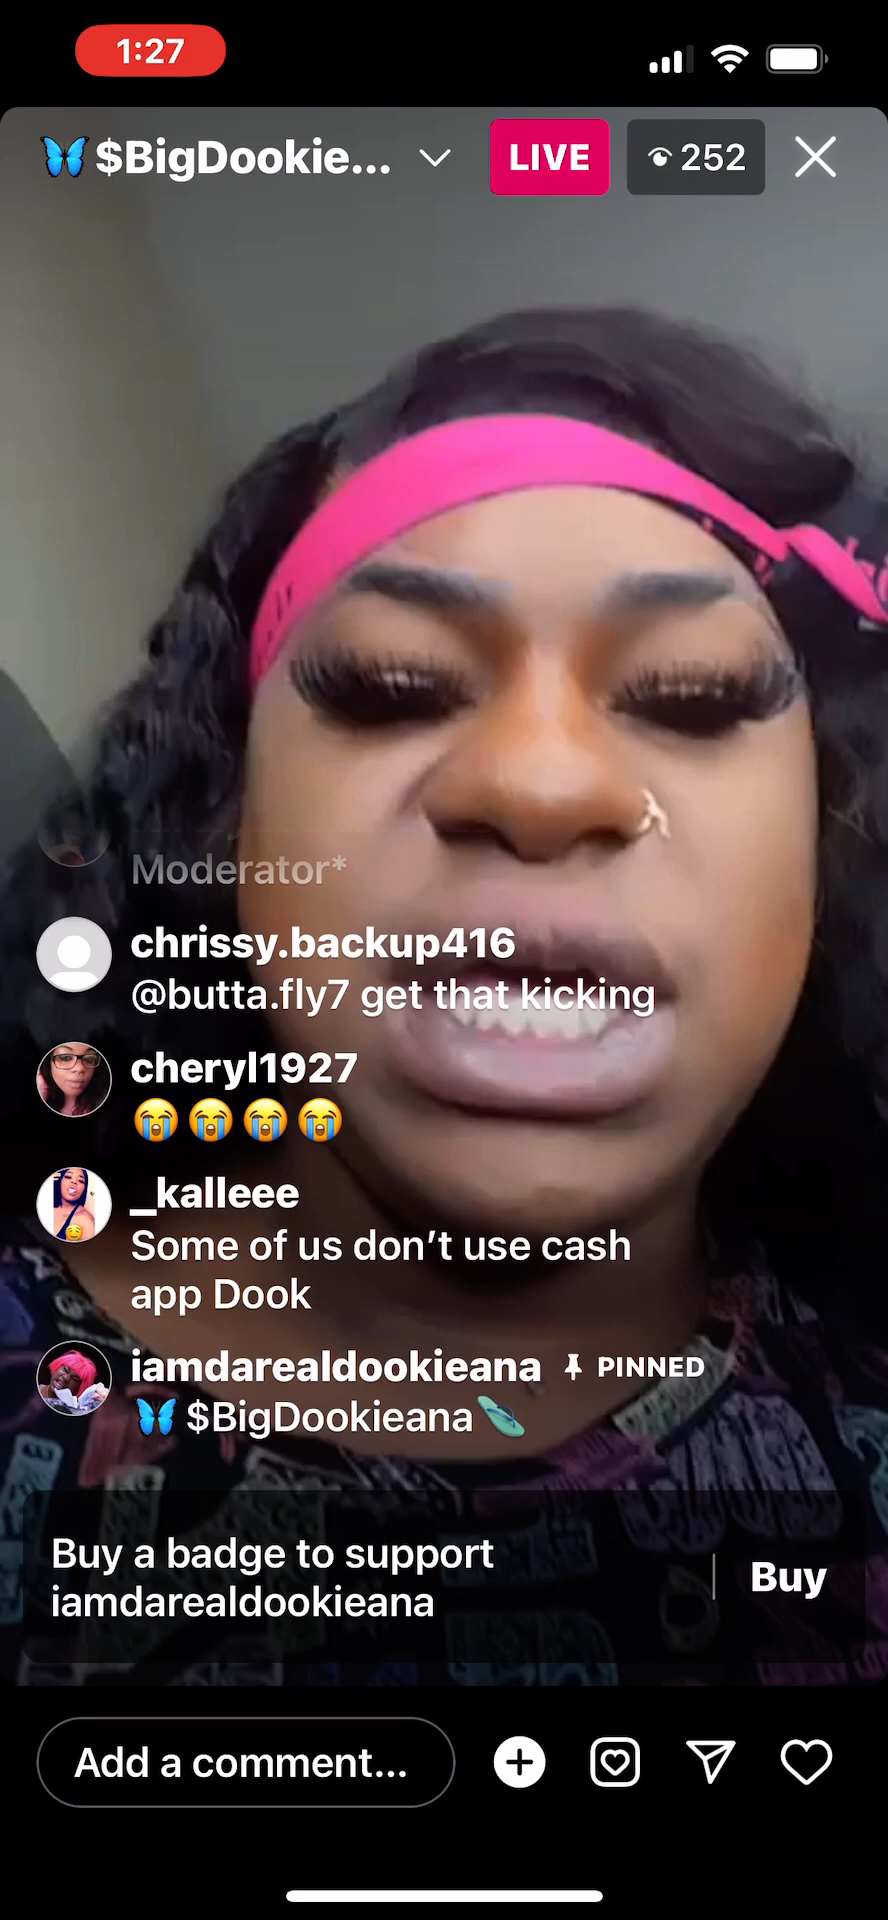 1:27
🦋 $BigDookie...
LIVE
252
Moderator*
chrissy.backup416
@butta.fly7 get that kicking
cheryl1927
😭😭😭😭
_kalleee
Some of us don’t use cash
app Dook
iamdarealdookieana PINNED
🦋 $BigDookieana🩴
Buy a badge to support
iamdarealdookieana
Buy
Add a comment...